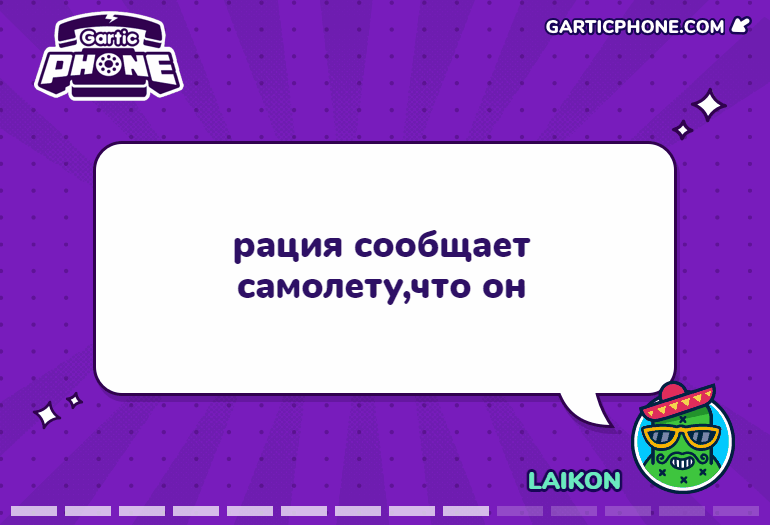 Gartic
PHONE
GARTICPHONE.COM
рация сообщает
самолету,что он
LAIKON